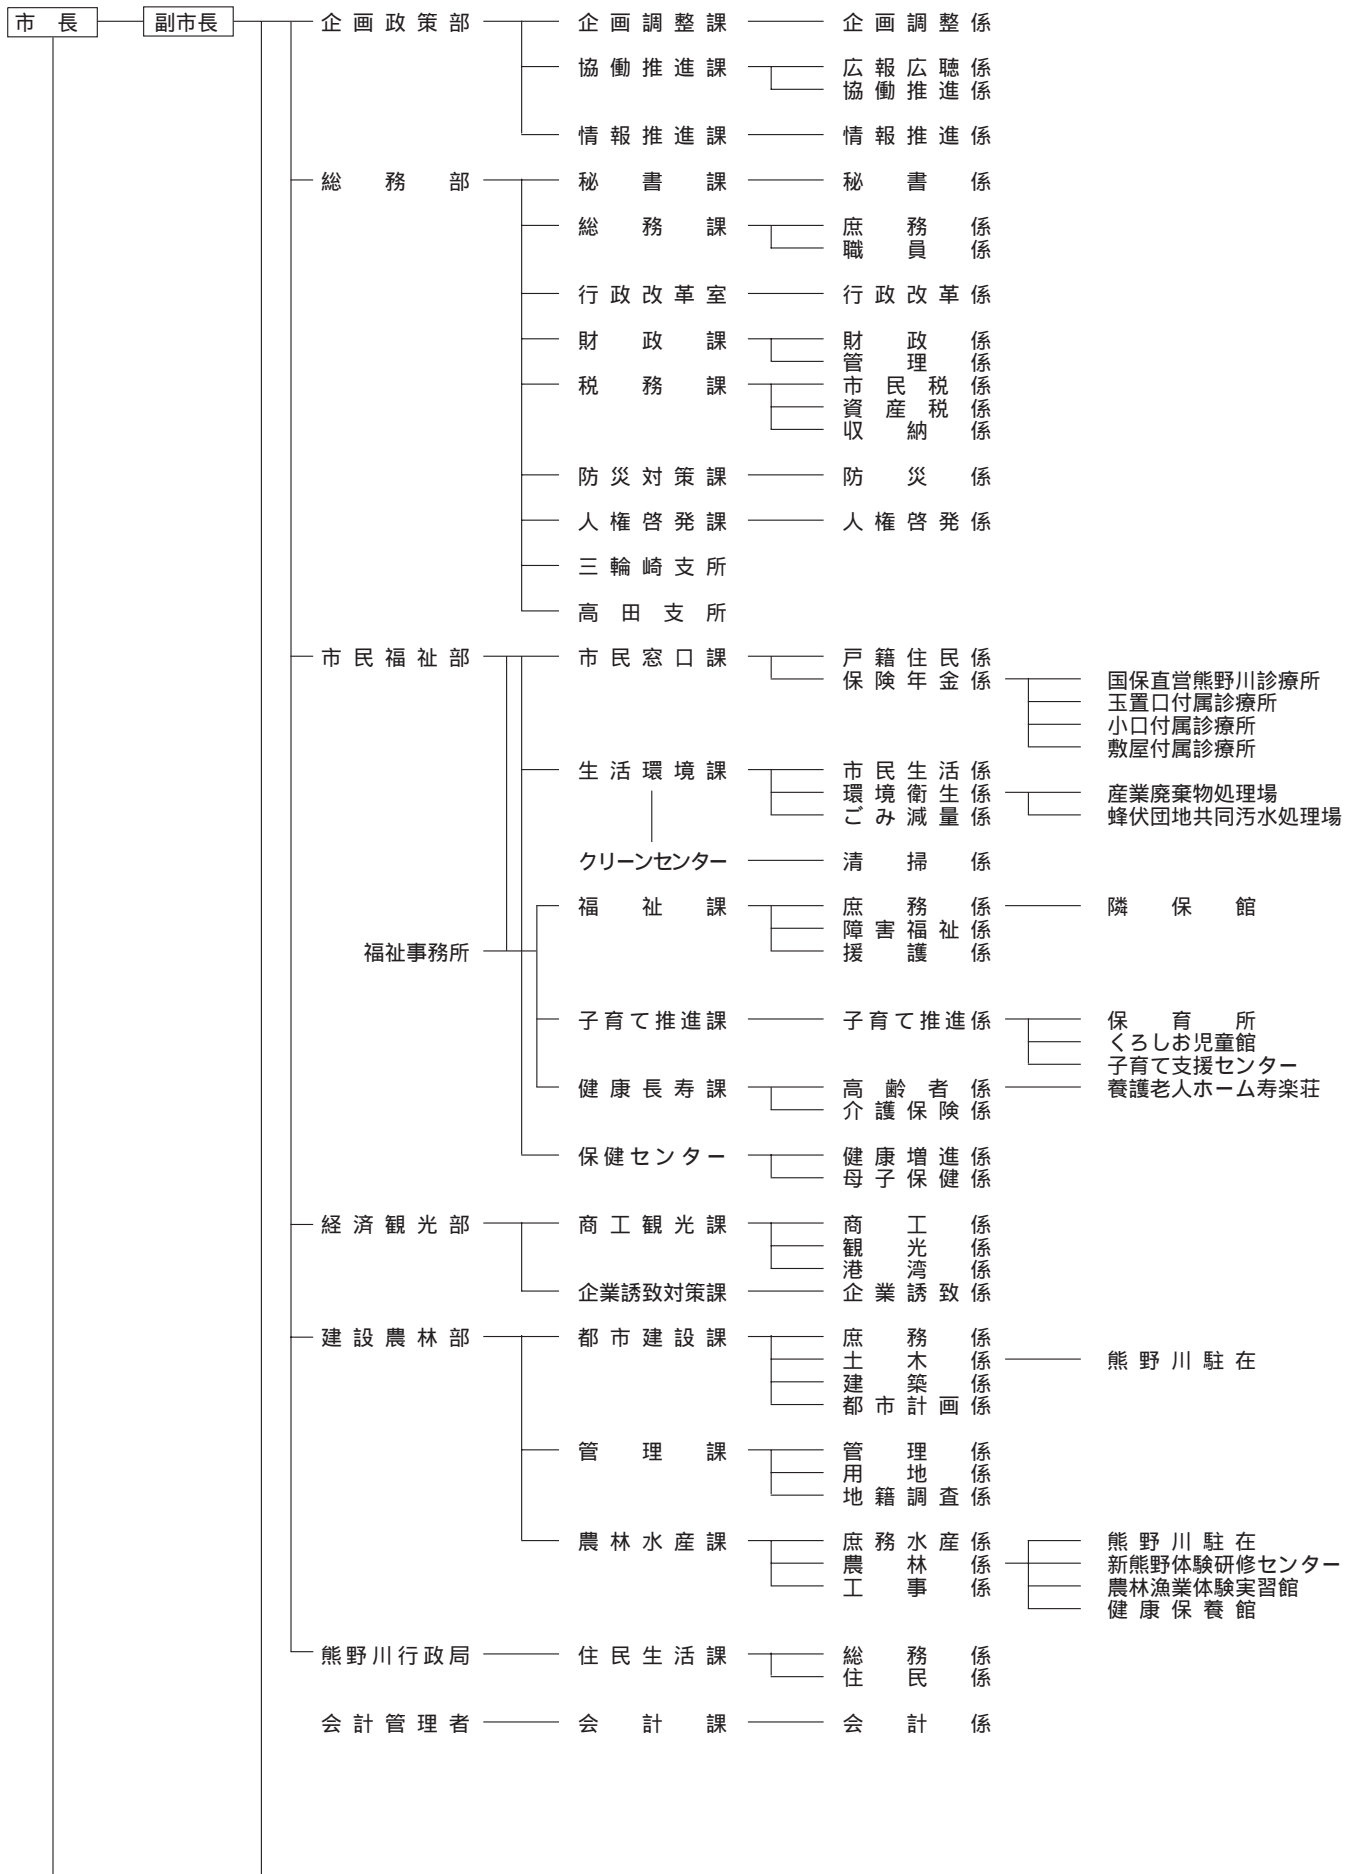 市長 副市長 企画政策部 企画調整課 企画調整係
協働推進課 広報広聴係
協働推進係
情報推進課 情報推進係
総務部 秘書課 秘書係
総務課 庶務係
職員係
行政改革室 行政改革係
財政課 財政係
管理係
税務課 市民税係
資産税係
収納係
防災対策課 防災係
人権啓発課 人権啓発係
三輪崎支所
高田支所
市民福祉部 市民窓口課 戸籍住民係
保険年金係 国保直営熊野川診療所
玉置口付属診療所
小口付属診療所
敷屋付属診療所
生活環境課 市民生活係
環境衛生係 産業廃棄物処理場
ごみ減量係 蜂伏団地共同汚水処理場
クリーンセンター 清掃係
福祉課 庶務係 隣保館
障害福祉係
福祉事務所 援護係
子育て推進課 子育て推進係 保育所
くろしお児童館
子育て支援センター
健康長寿課 高齢者係 養護老人ホーム寿楽荘
介護保険係
保健センター 健康増進係
母子保健係
経済観光部 商工観光課 商工係
観光係
港湾係
企業誘致対策課 企業誘致係
建設農林部 都市建設課 庶務係
土木係 熊野川駐在
建築係
都市計画係
管理課 管理係
用地係
地籍調査係
農林水産課 庶務水産係 熊野川駐在
農林係 新熊野体験研修センター
工事係 農林漁業体験実習館
健康保養館
熊野川行政局 住民生活課 総務係
住民係
会計管理者 会計課 会計係